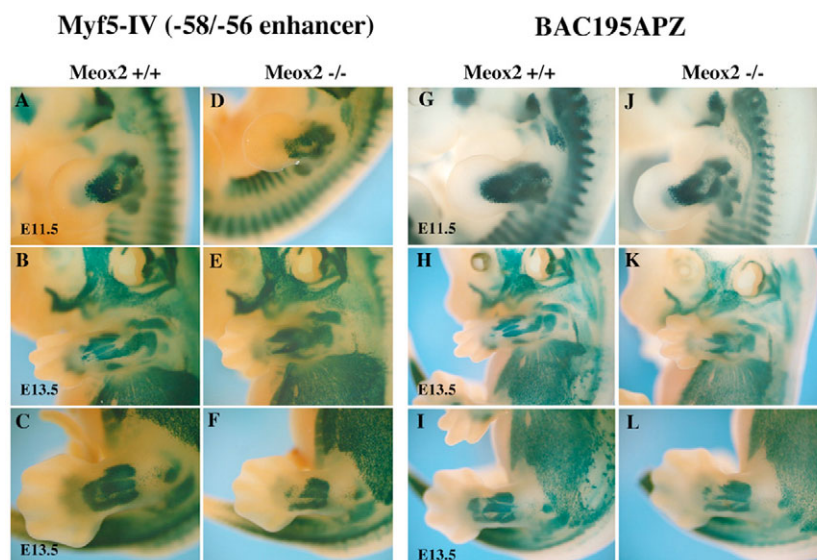 Myf5-IV (-58/-56 enhancer) BAC195APZ
Meox2 +/+ Meox2 -/- Meox2 +/+ Meox2 -/-
A D G J
E11.5 E11.5
B E H K
E13.5 E13.5
C F I L
E13.5 E13.5